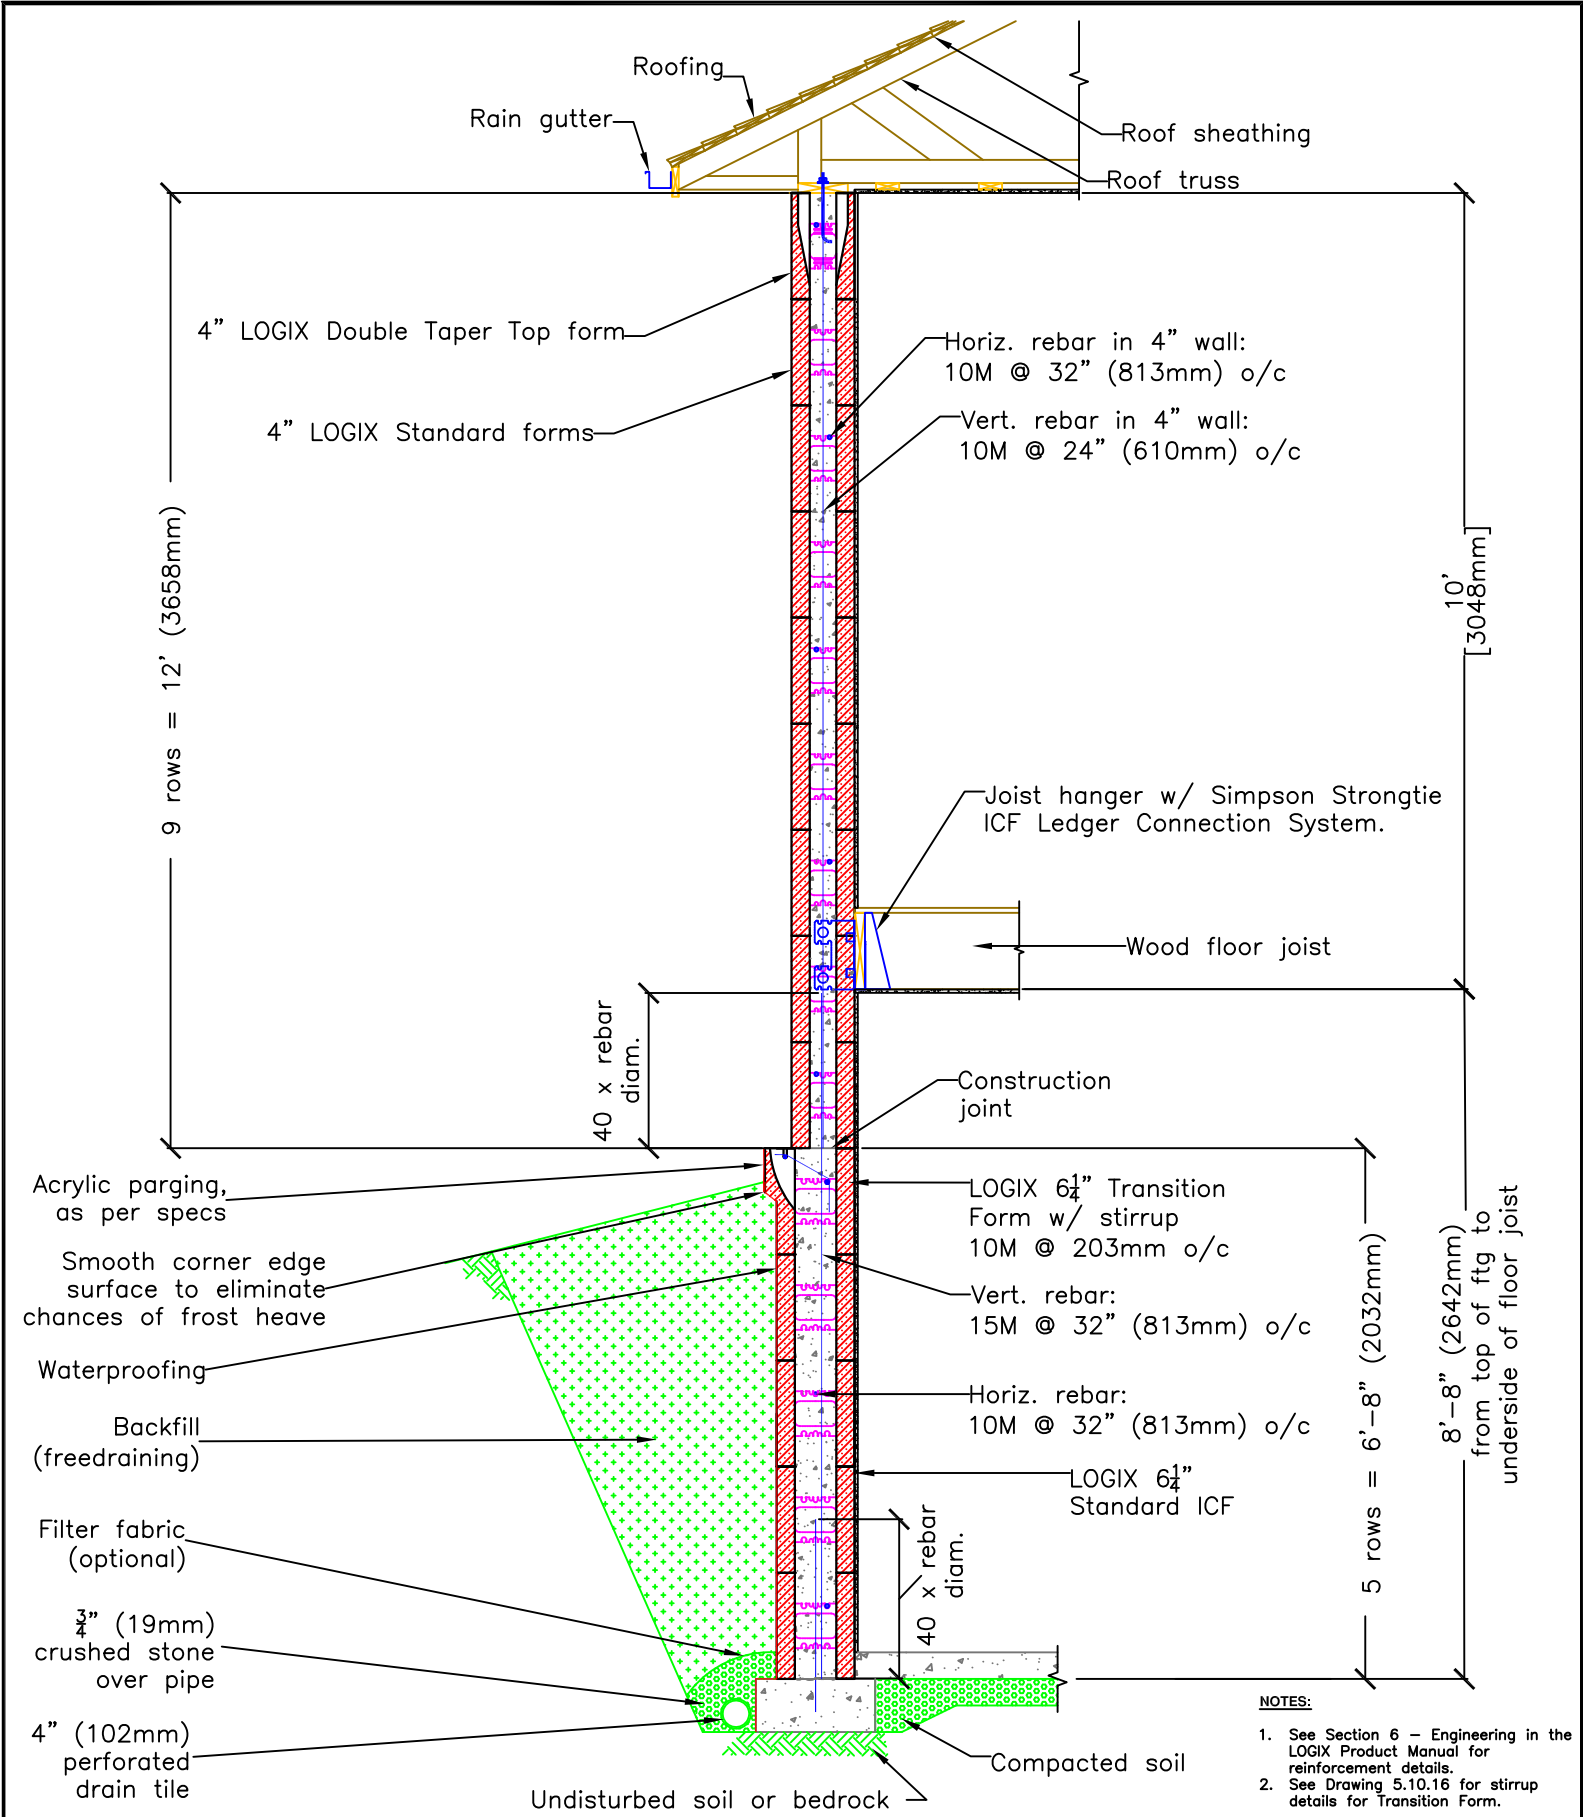 Roofing
Rain gutter
Roof sheathing
Roof truss
4” LOGIX Double Taper Top form
4” LOGIX Standard forms
Horiz. rebar in 4” wall:
10M @ 32” (813mm) o/c
Vert. rebar in 4” wall:
10M @ 24” (610mm) o/c
9 rows = 12’ (3658mm)
10’
[3048mm]
Joist hanger w/ Simpson Strongtie
ICF Ledger Connection System.
Wood floor joist
40 x rebar
diam.
Construction
joint
Acrylic parging,
as per specs
Smooth corner edge
surface to eliminate
chances of frost heave
Waterproofing
Backfill
(freedraining)
Filter fabric
(optional)
¾” (19mm)
crushed stone
over pipe
4” (102mm)
perforated
drain tile
LOGIX 6¼” Transition
Form w/ stirrup
10M @ 203mm o/c
Vert. rebar:
15M @ 32” (813mm) o/c
Horiz. rebar:
10M @ 32” (813mm) o/c
LOGIX 6¼”
Standard ICF
40 x rebar
diam.
5 rows = 6’-8” (2032mm)
8’-8” (2642mm)
from top of ftg to
underside of floor joist
Compacted soil
Undisturbed soil or bedrock
NOTES:
1. See Section 6 – Engineering in the
LOGIX Product Manual for
reinforcement details.
2. See Drawing 5.10.16 for stirrup
details for Transition Form.